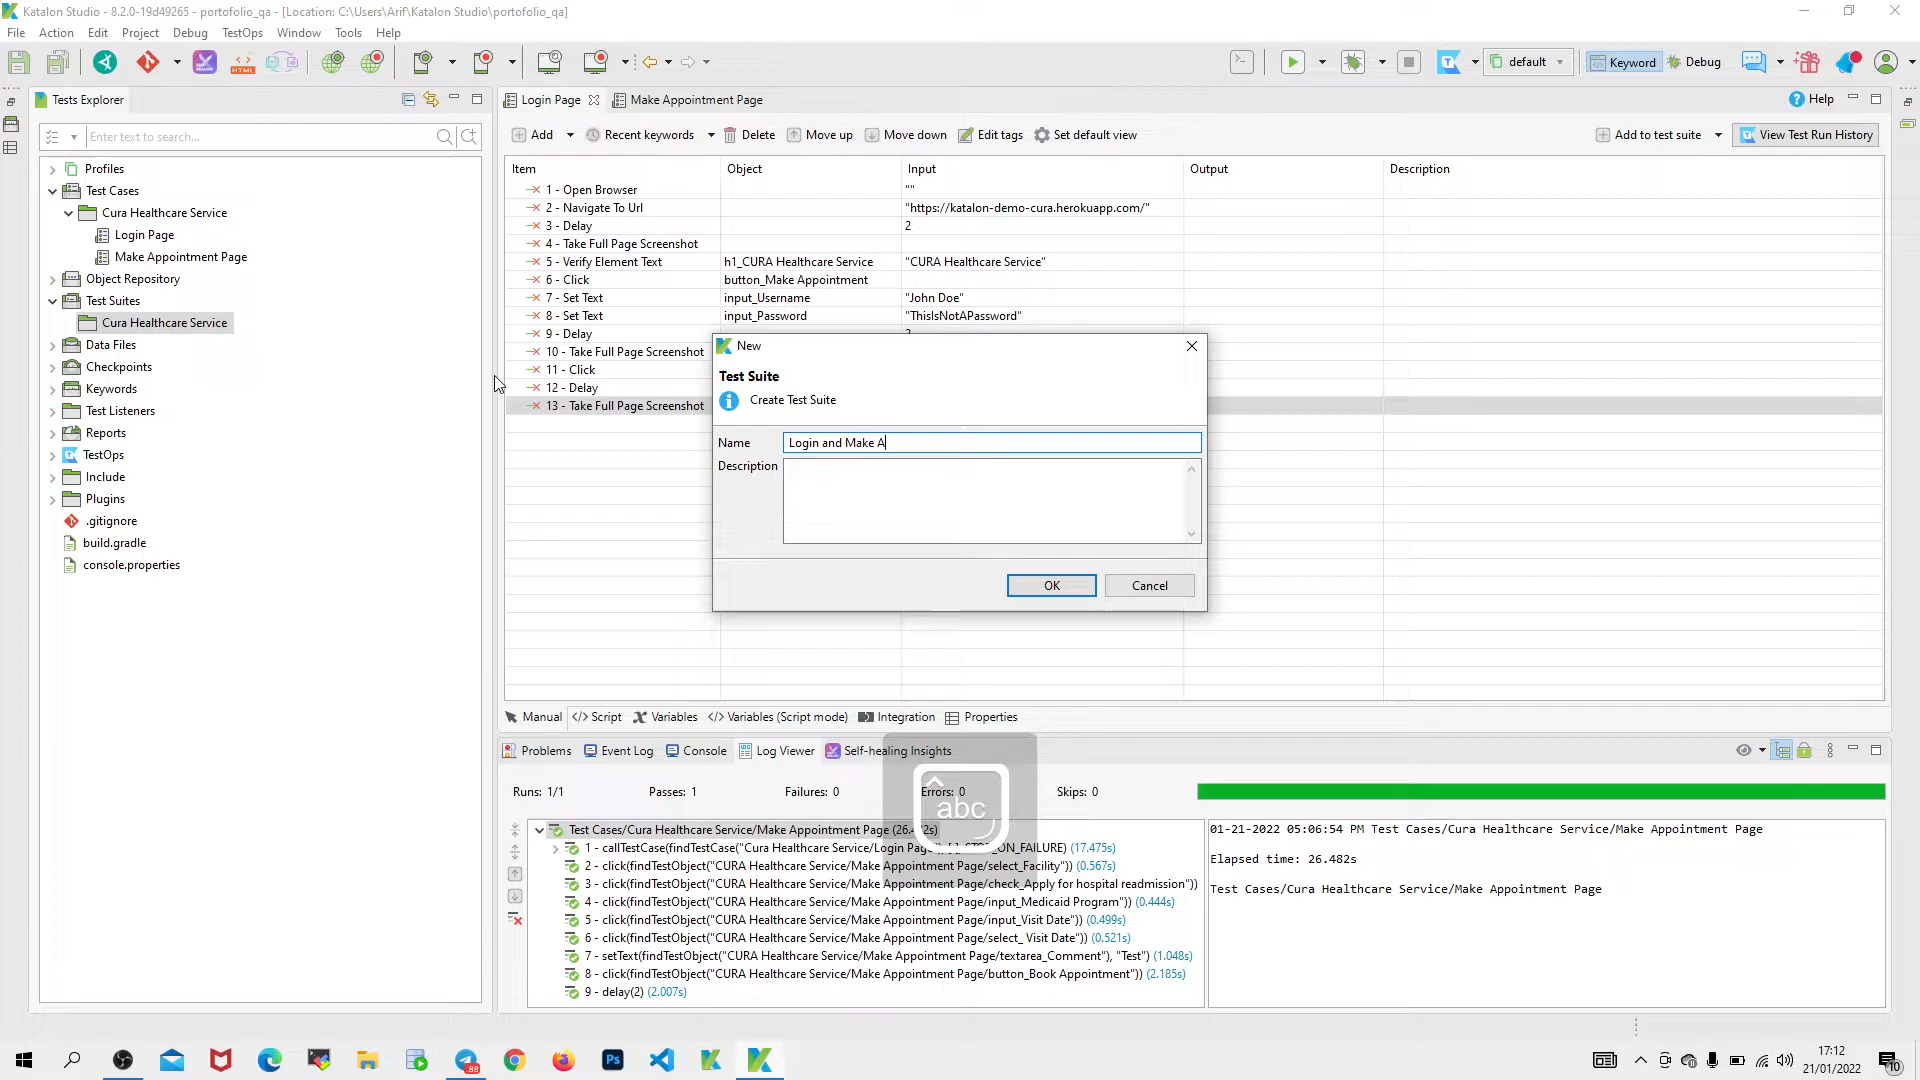 Katalon Studio - 8.2.0-19d49265 - portofolio_qa - [Location: C:\Users\Arif\Katalon Studio\portofolio_qa]
File Action Edit Project Debug TestOps Window Tools Help
default Keyword Debug
Tests Explorer
Enter text to search...
Profiles
Test Cases
Cura Healthcare Service
Login Page
Make Appointment Page
Object Repository
Test Suites
Cura Healthcare Service
Data Files
Checkpoints
Keywords
Test Listeners
Reports
TestOps
Include
Plugins
.gitignore
build.gradle
console.properties
Login Page Make Appointment Page Help
Add Recent keywords Delete Move up Move down Edit tags Set default view Add to test suite View Test Run History
Item Object Input Output Description
1 - Open Browser ""
2 - Navigate To Url "https://katalon-demo-cura.herokuapp.com/"
3 - Delay 2
4 - Take Full Page Screenshot
5 - Verify Element Text h1_CURA Healthcare Service "CURA Healthcare Service"
6 - Click button_Make Appointment
7 - Set Text input_Username "John Doe"
8 - Set Text input_Password "ThisIsNotAPassword"
9 - Delay
10 - Take Full Page Screenshot
11 - Click
12 - Delay
13 - Take Full Page Screenshot
New
Test Suite
Create Test Suite
Name Login and Make A
Description
OK Cancel
Manual </> Script Variables </> Variables (Script mode) Integration Properties
Problems Event Log Console Log Viewer Self-healing Insights
Runs: 1/1 Passes: 1 Failures: 0 Errors: 0 Skips: 0
abc
Test Cases/Cura Healthcare Service/Make Appointment Page
1 - callTestCase(findTestCase("Cura Healthcare Service/Login Page ON_FAILURE) (17.475s)
2 - click(findTestObject("CURA Healthcare Service/Make Appointment Page/select_Facility")) (0.567s)
3 - click(findTestObject("CURA Healthcare Service/Make Appointment Page/check_Apply for hospital readmission"))
4 - click(findTestObject("CURA Healthcare Service/Make Appointment Page/input_Medicaid Program")) (0.444s)
5 - click(findTestObject("CURA Healthcare Service/Make Appointment Page/input_Visit Date")) (0.499s)
6 - click(findTestObject("CURA Healthcare Service/Make Appointment Page/select_ Visit Date")) (0.521s)
7 - setText(findTestObject("CURA Healthcare Service/Make Appointment Page/textarea_Comment"), "Test") (1.048s)
8 - click(findTestObject("CURA Healthcare Service/Make Appointment Page/button_Book Appointment")) (2.185s)
9 - delay(2) (2.007s)
01-21-2022 05:06:54 PM Test Cases/Cura Healthcare Service/Make Appointment Page
Elapsed time: 26.482s
Test Cases/Cura Healthcare Service/Make Appointment Page
17:12
21/01/2022